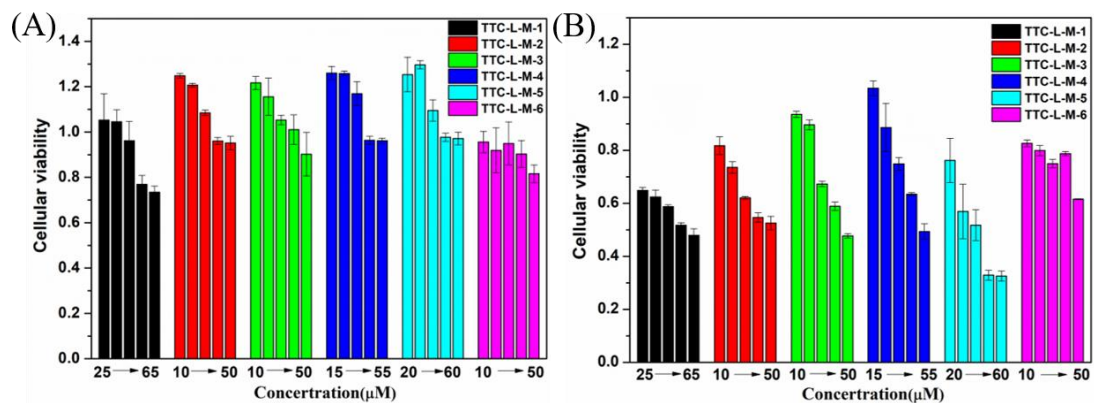 (A)
Cellular viability
1.4
1.2
1.0
0.8
0.6
0.4
0.2
0.0
TTC-L-M-1
TTC-L-M-2
TTC-L-M-3
TTC-L-M-4
TTC-L-M-5
TTC-L-M-6
25→65 10→50 10→50 15→55 20→60 10→50
Concertration(μM)
(B)
Cellular viability
1.2
1.0
0.8
0.6
0.4
0.2
0.0
TTC-L-M-1
TTC-L-M-2
TTC-L-M-3
TTC-L-M-4
TTC-L-M-5
TTC-L-M-6
25→65 10→50 10→50 15→55 20→60 10→50
Concertration(μM)